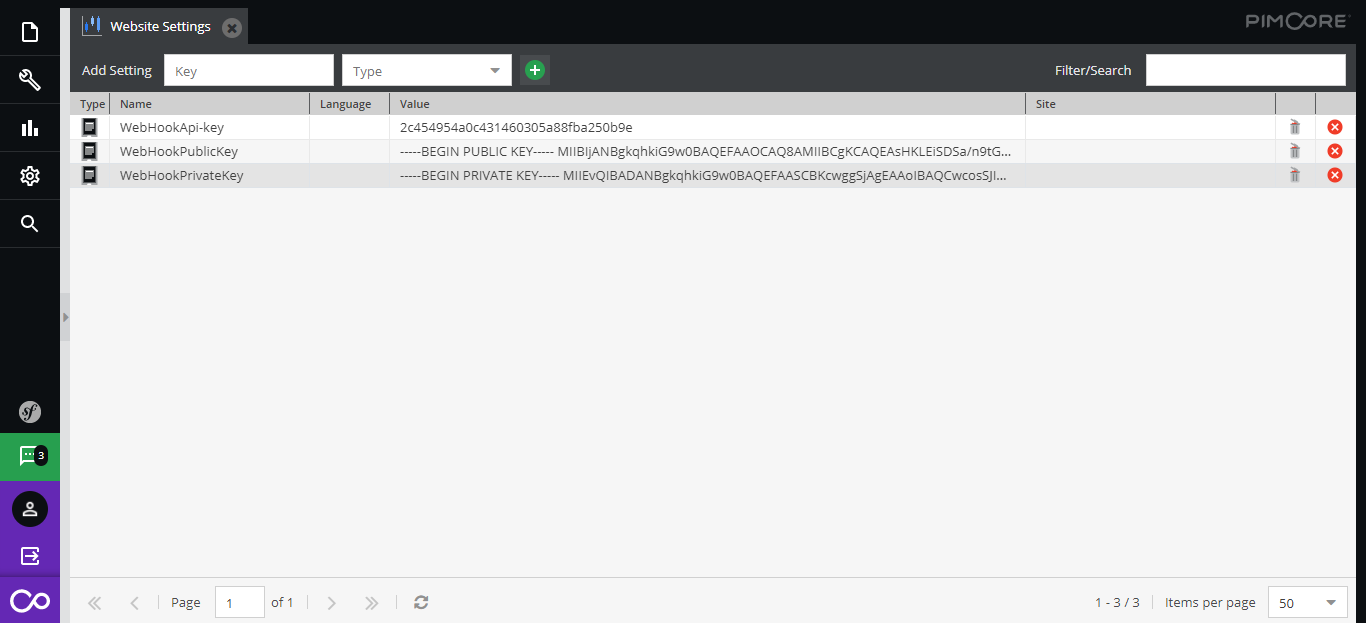 Website Settings
PIMCORE
Add Setting
Key
Type
Filter/Search
Type Name Language Value Site
WebHookApi-key 2c454954a0c431460305a88fba250b9e
WebHookPublicKey -----BEGIN PUBLIC KEY----- MIIBIjANBgkqhkiG9w0BAQEFAAOCAQ8AMIIBCgKCAQEAsHKLEiSDSa/n9tG...
WebHookPrivateKey -----BEGIN PRIVATE KEY----- MIIEvQIBADANBgkqhkiG9w0BAQEFAASCBKcwggSjAgEAAoIBAQCwcosSJI...
sf
3
Page 1 of 1
1 - 3 / 3
Items per page 50